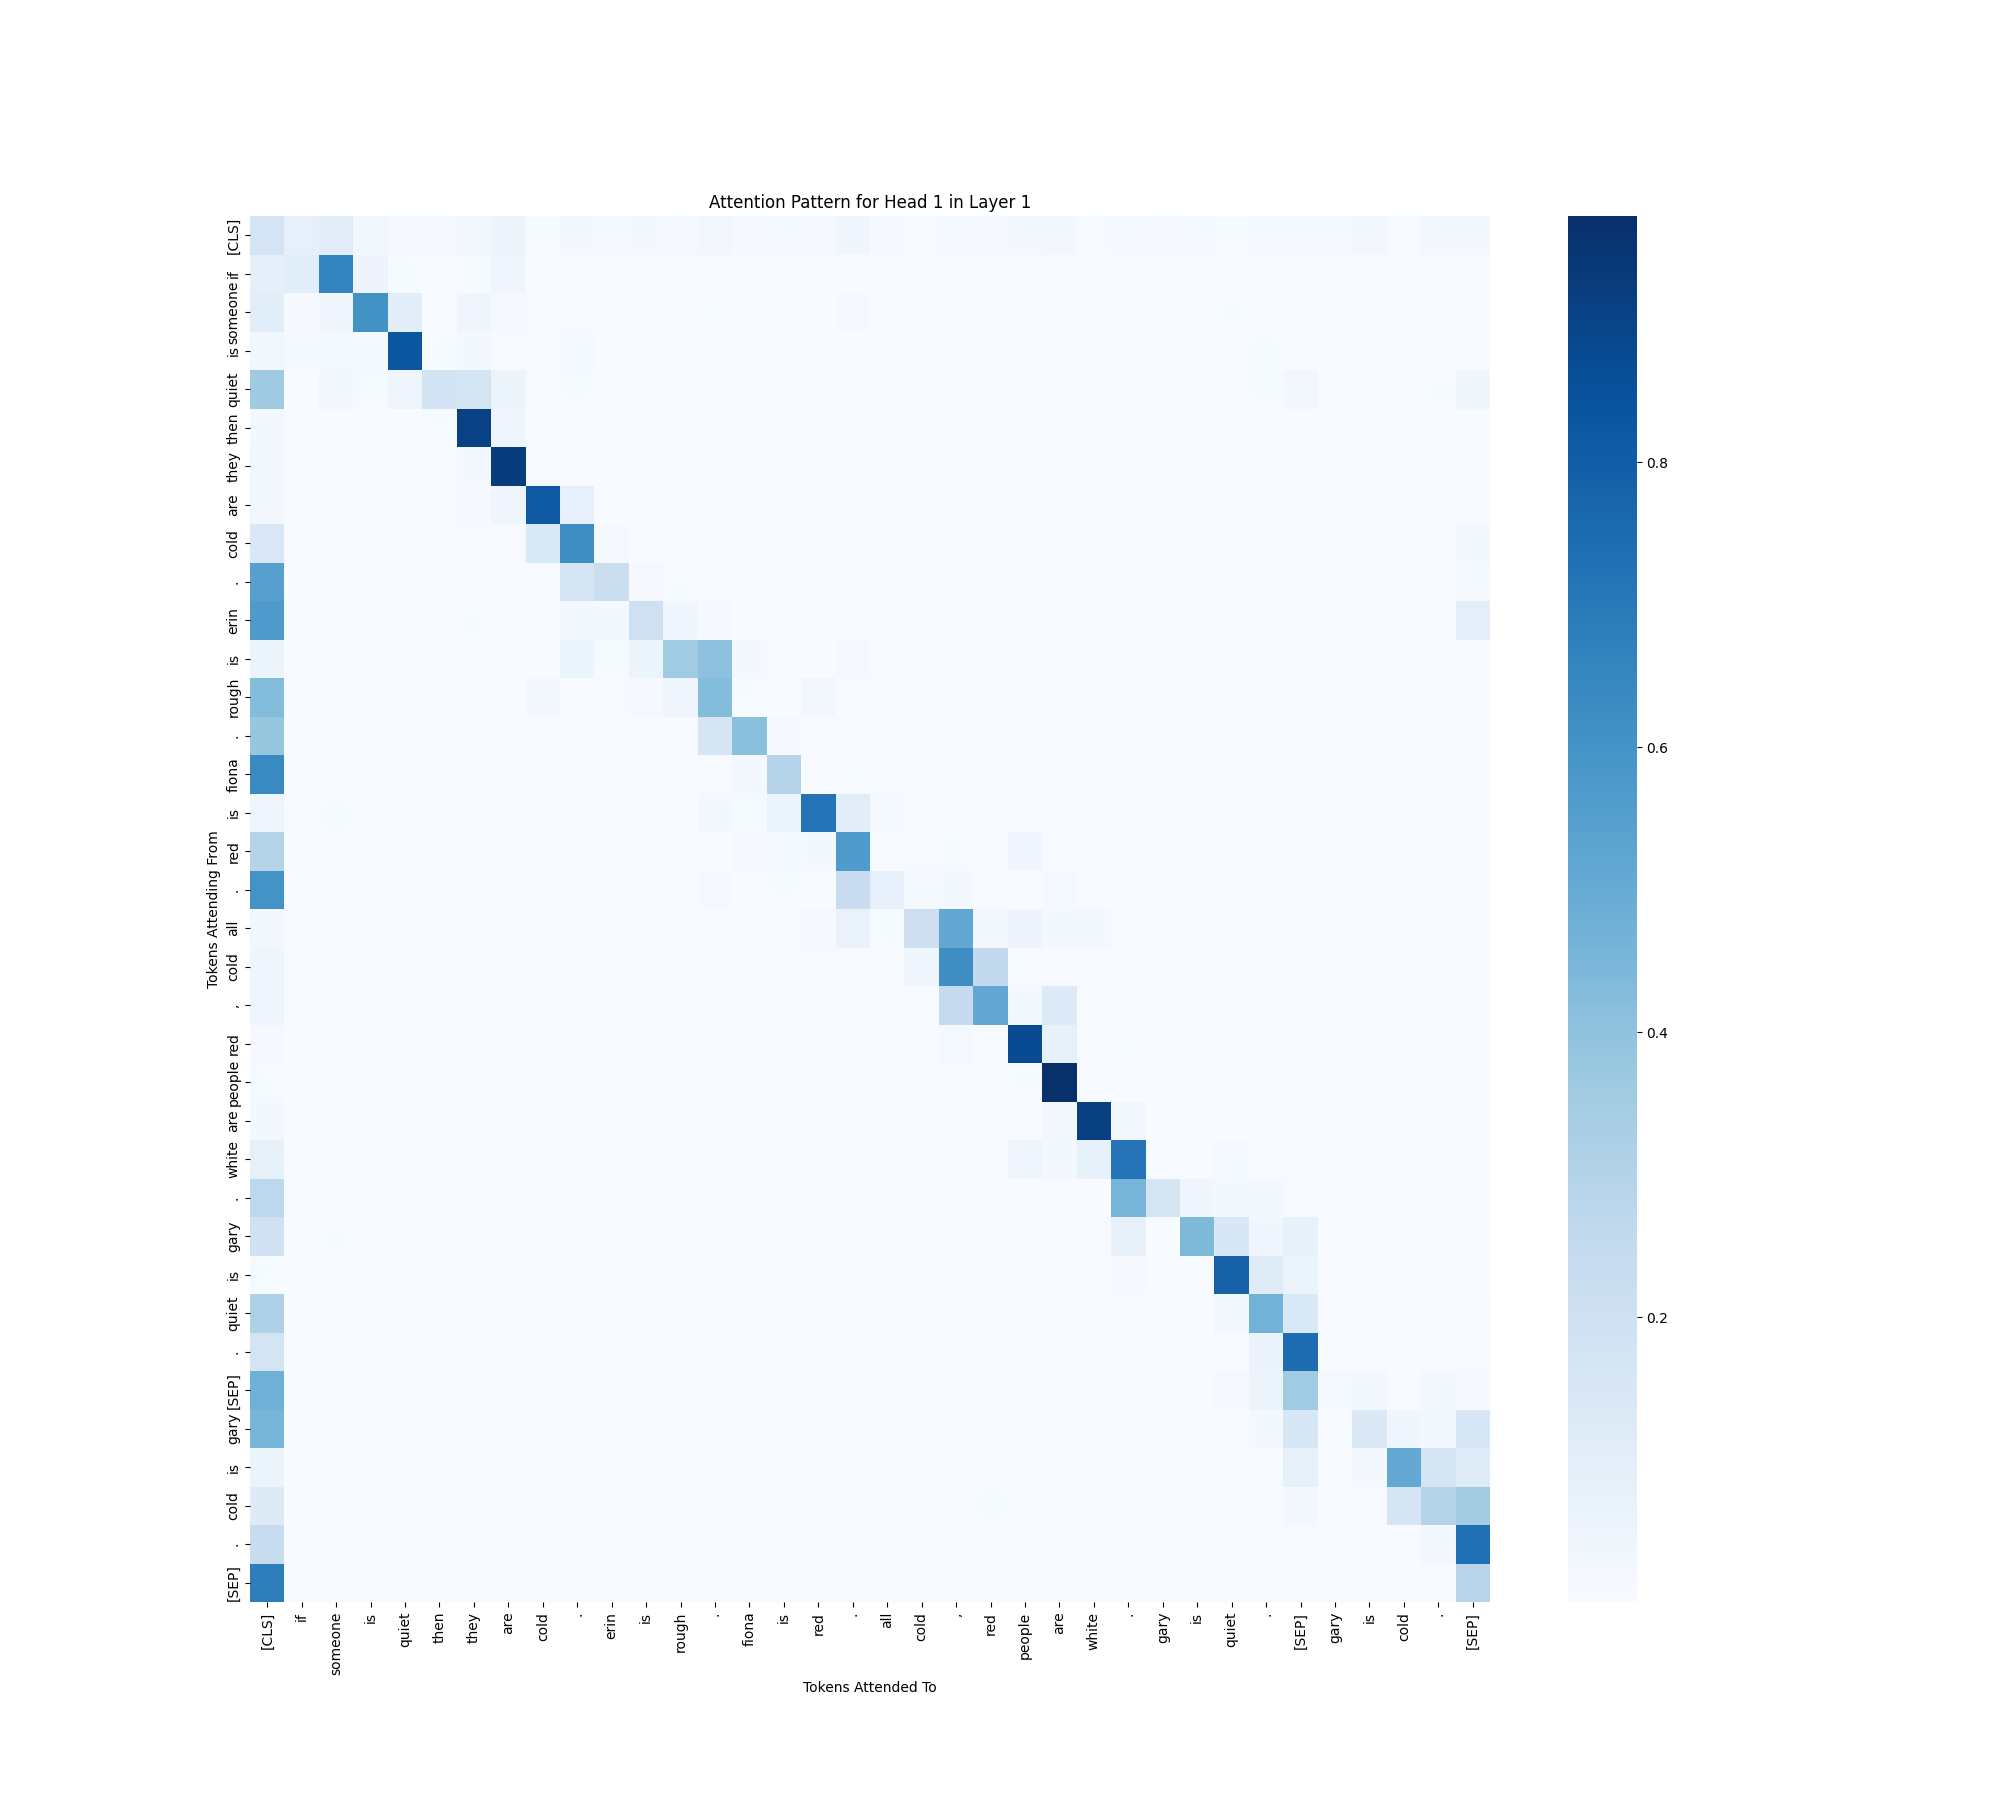 Attention Pattern for Head 1 in Layer 1
Tokens Attending From
[CLS]
if
someone
is
quiet
then
they
are
cold
.
erin
is
rough
.
fiona
is
red
.
all
cold
,
red
people
are
white
.
gary
is
quiet
.
[SEP]
gary
is
cold
.
[SEP]
[CLS]
if
someone
is
quiet
then
they
are
cold
.
erin
is
rough
.
fiona
is
red
.
all
cold
,
red
people
are
white
.
gary
is
quiet
.
[SEP]
gary
is
cold
.
[SEP]
Tokens Attended To
0.8
0.6
0.4
0.2